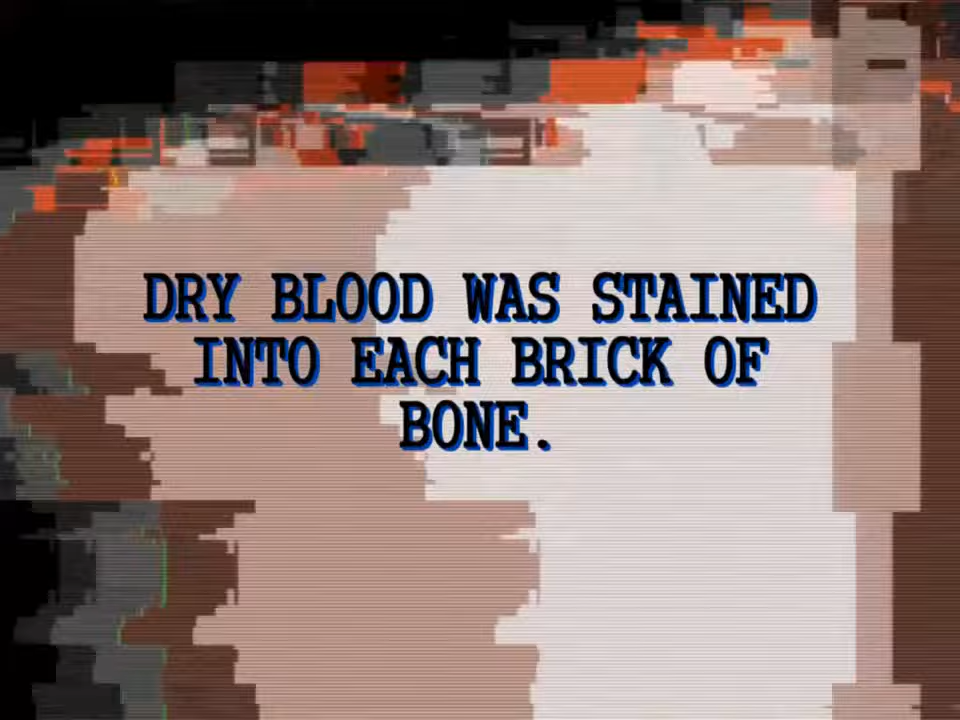 DRY BLOOD WAS STAINED
INTO EACH BRICK OF
BONE.